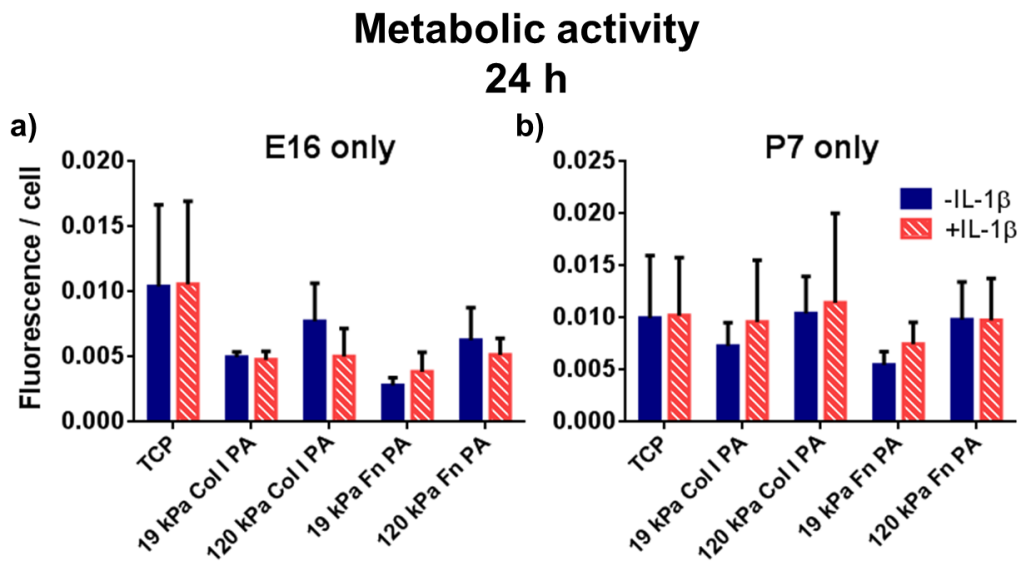 Metabolic activity
24 h
a)
E16 only
Fluorescence / cell
0.020
0.015
0.010
0.005
0.000
TCP
19 kPa Col I PA
120 kPa Col I PA
19 kPa Fn PA
120 kPa Fn PA
b)
P7 only
0.025
0.020
0.015
0.010
0.005
0.000
-IL-1β
+IL-1β
TCP
19 kPa Col I PA
120 kPa Col I PA
19 kPa Fn PA
120 kPa Fn PA